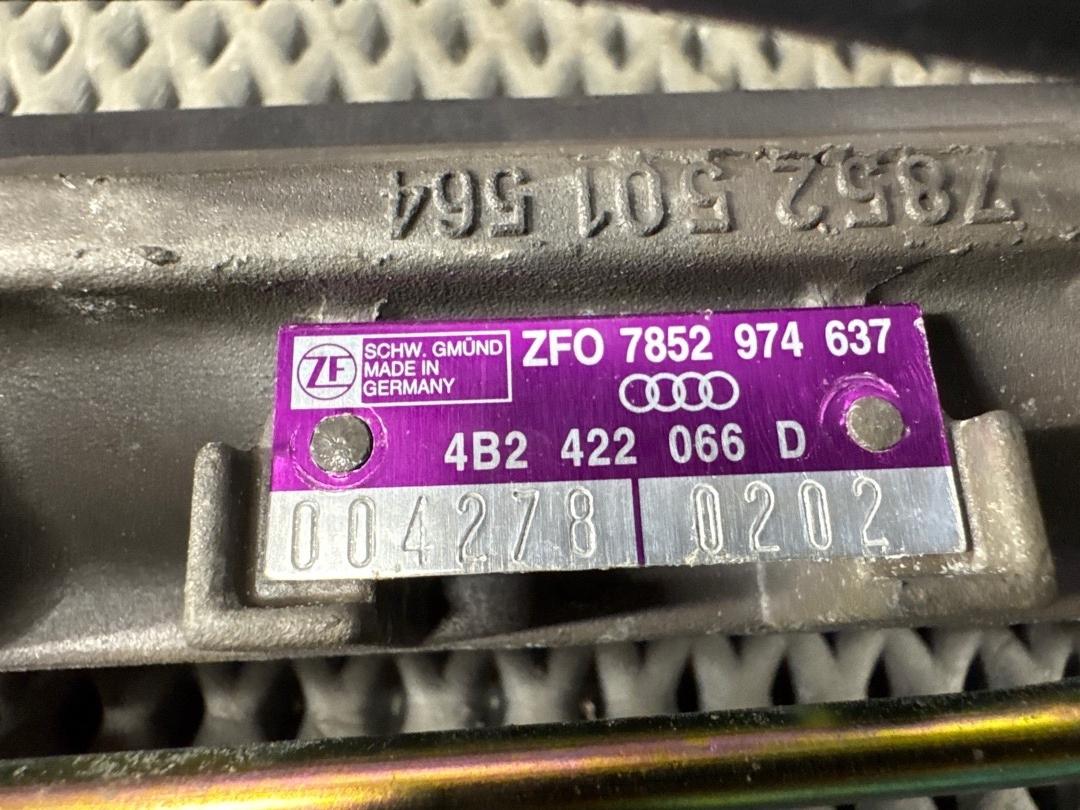 7852 501 564
ZF
SCHW. GMÜND
MADE IN
GERMANY
ZFO 7852 974 637
4B2 422 066 D
004278 0202